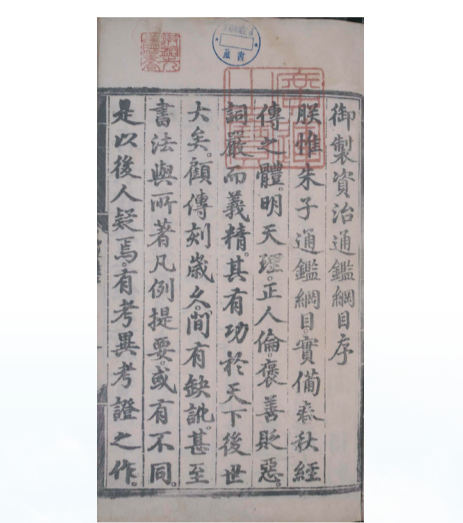 御製資治通鑑綱目序
朕惟朱子通鑑綱目實備春秋經
傳之體。明天理。正人倫。褒善貶惡。
詞嚴而義精。其有功於天下後世
大矣。顧傳刻歲久。間有缺訛。甚至
書法與所著凡例提要。或有不同。
是以後人疑焉。有考異考證之作。